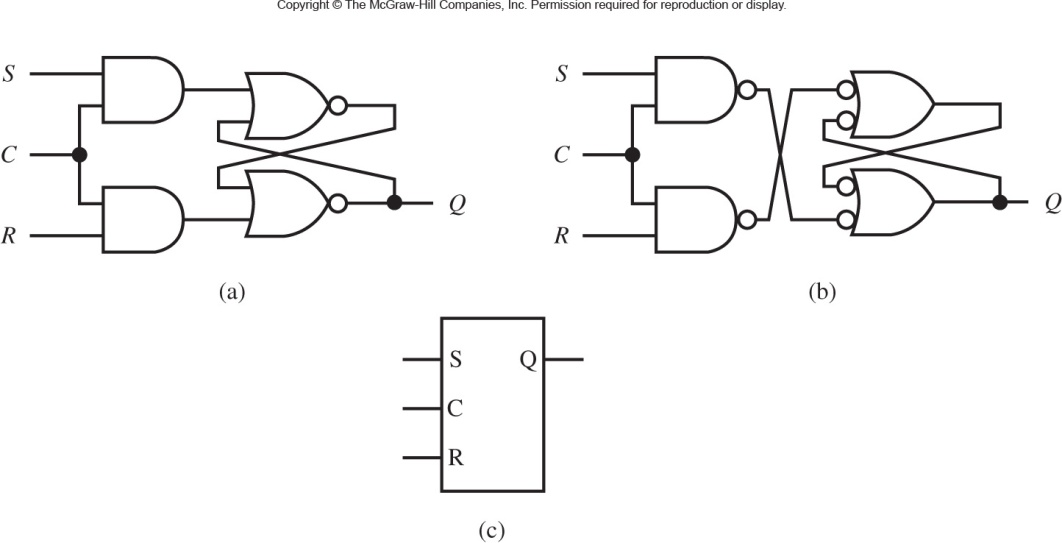 Copyright © The McGraw-Hill Companies, Inc. Permission required for reproduction or display.
S
C
R
Q
(a)
S
C
R
Q
(b)
S
C
R
Q
(c)